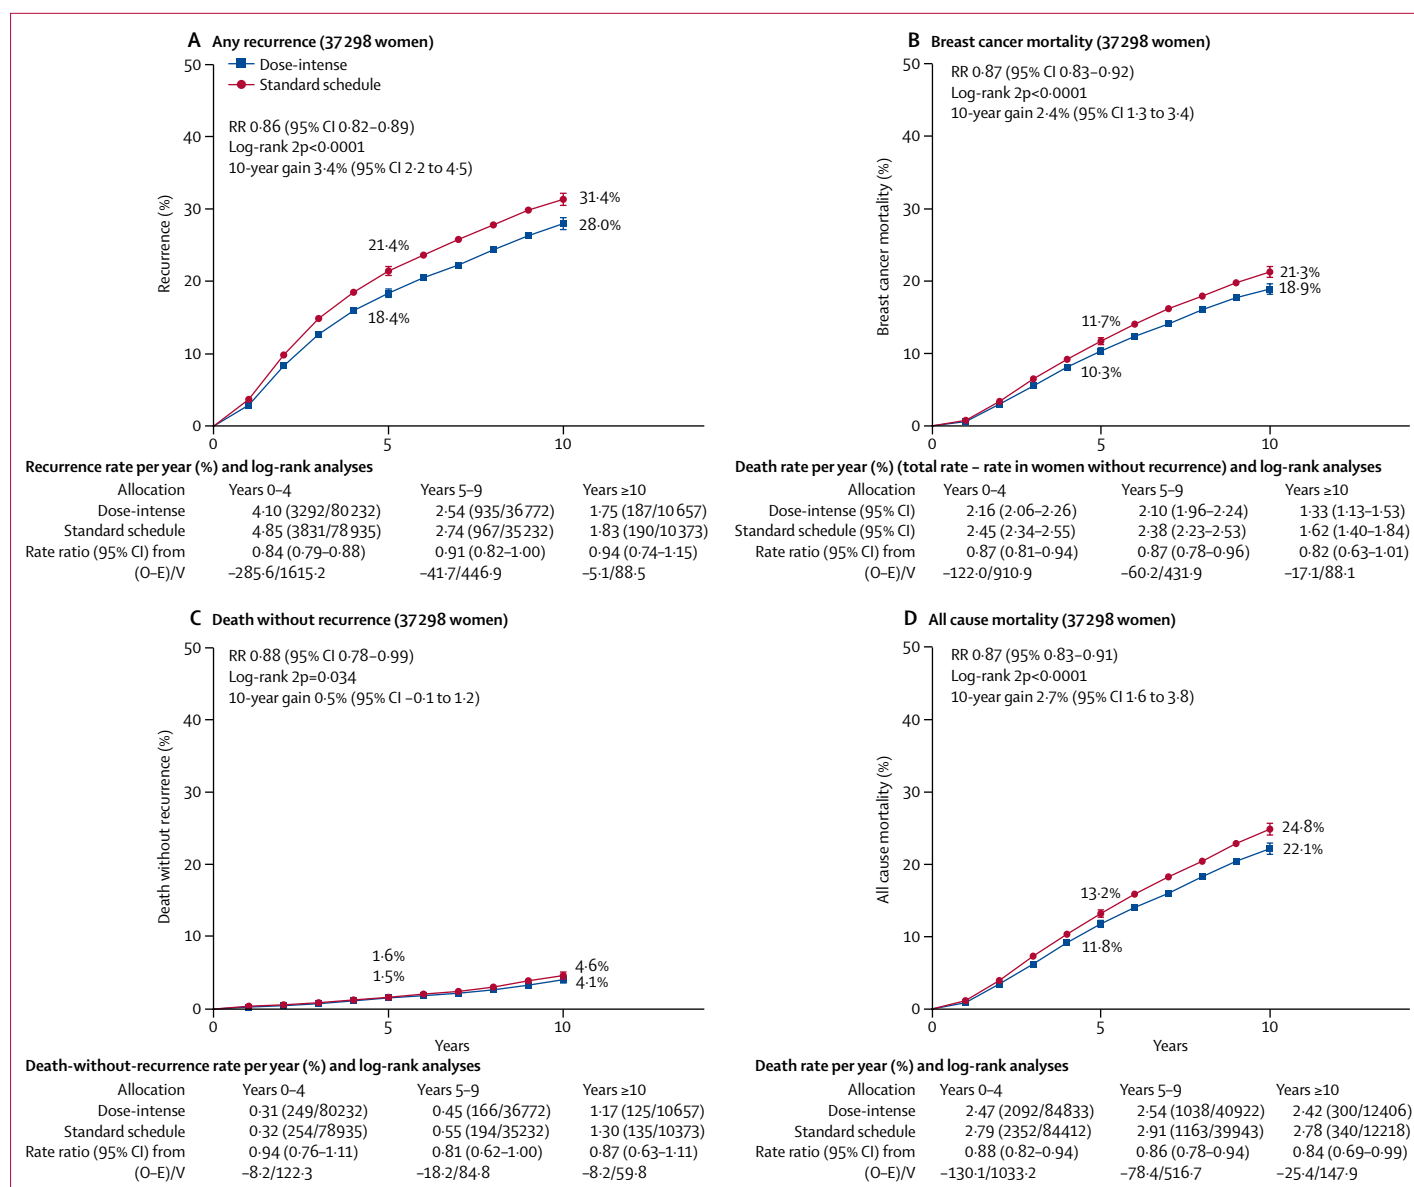 A Any recurrence (37 298 women)
Dose-intense
Standard schedule
RR 0·86 (95% CI 0·82–0·89)
Log-rank 2p<0·0001
10-year gain 3·4% (95% CI 2·2 to 4·5)
Recurrence (%)
50
40
30
20
10
0
0 5 10
21·4%
18·4%
31·4%
28·0%
Recurrence rate per year (%) and log-rank analyses
Allocation Years 0–4 Years 5–9 Years ≥10
Dose-intense 4·10 (3292/80 232) 2·54 (935/36 772) 1·75 (187/10 657)
Standard schedule 4·85 (3831/78 935) 2·74 (967/35 232) 1·83 (190/10 373)
Rate ratio (95% CI) from 0·84 (0·79–0·88) 0·91 (0·82–1·00) 0·94 (0·74–1·15)
(O–E)/V –285·6/1615·2 –41·7/446·9 –5·1/88·5
B Breast cancer mortality (37 298 women)
RR 0·87 (95% CI 0·83–0·92)
Log-rank 2p<0·0001
10-year gain 2·4% (95% CI 1·3 to 3·4)
Breast cancer mortality (%)
50
40
30
20
10
0
0 5 10
11·7%
10·3%
21·3%
18·9%
Death rate per year (%) (total rate – rate in women without recurrence) and log-rank analyses
Allocation Years 0–4 Years 5–9 Years ≥10
Dose-intense (95% CI) 2·16 (2·06–2·26) 2·10 (1·96–2·24) 1·33 (1·13–1·53)
Standard schedule (95% CI) 2·45 (2·34–2·55) 2·38 (2·23–2·53) 1·62 (1·40–1·84)
Rate ratio (95% CI) from 0·87 (0·81–0·94) 0·87 (0·78–0·96) 0·82 (0·63–1·01)
(O–E)/V –122·0/910·9 –60·2/431·9 –17·1/88·1
C Death without recurrence (37 298 women)
RR 0·88 (95% CI 0·78–0·99)
Log-rank 2p=0·034
10-year gain 0·5% (95% CI –0·1 to 1·2)
Death without recurrence (%)
50
40
30
20
10
0
0 5 10
Years
1·6%
1·5%
4·6%
4·1%
Death-without-recurrence rate per year (%) and log-rank analyses
Allocation Years 0–4 Years 5–9 Years ≥10
Dose-intense 0·31 (249/80232) 0·45 (166/36772) 1·17 (125/10657)
Standard schedule 0·32 (254/78935) 0·55 (194/35232) 1·30 (135/10373)
Rate ratio (95% CI) from 0·94 (0·76–1·11) 0·81 (0·62–1·00) 0·87 (0·63–1·11)
(O–E)/V –8·2/122·3 –18·2/84·8 –8·2/59·8
D All cause mortality (37 298 women)
RR 0·87 (95% 0·83–0·91)
Log-rank 2p<0·0001
10-year gain 2·7% (95% CI 1·6 to 3·8)
All cause mortality (%)
50
40
30
20
10
0
0 5 10
Years
13·2%
11·8%
24·8%
22·1%
Death rate per year (%) and log-rank analyses
Allocation Years 0–4 Years 5–9 Years ≥10
Dose-intense 2·47 (2092/84833) 2·54 (1038/40922) 2·42 (300/12406)
Standard schedule 2·79 (2352/84412) 2·91 (1163/39943) 2·78 (340/12218)
Rate ratio (95% CI) from 0·88 (0·82–0·94) 0·86 (0·78–0·94) 0·84 (0·69–0·99)
(O–E)/V –130·1/1033·2 –78·4/516·7 –25·4/147·9